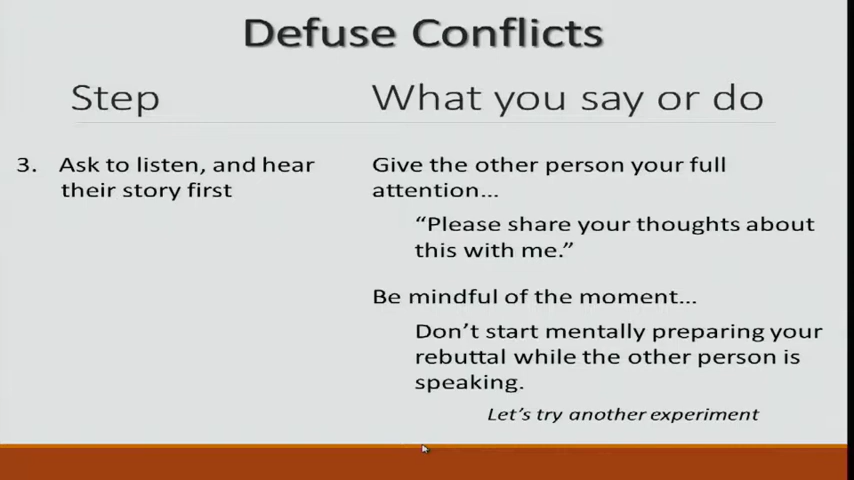 Defuse Conflicts
Step
What you say or do
3. Ask to listen, and hear
their story first
Give the other person your full
attention...
“Please share your thoughts about
this with me.”
Be mindful of the moment...
Don’t start mentally preparing your
rebuttal while the other person is
speaking.
Let’s try another experiment